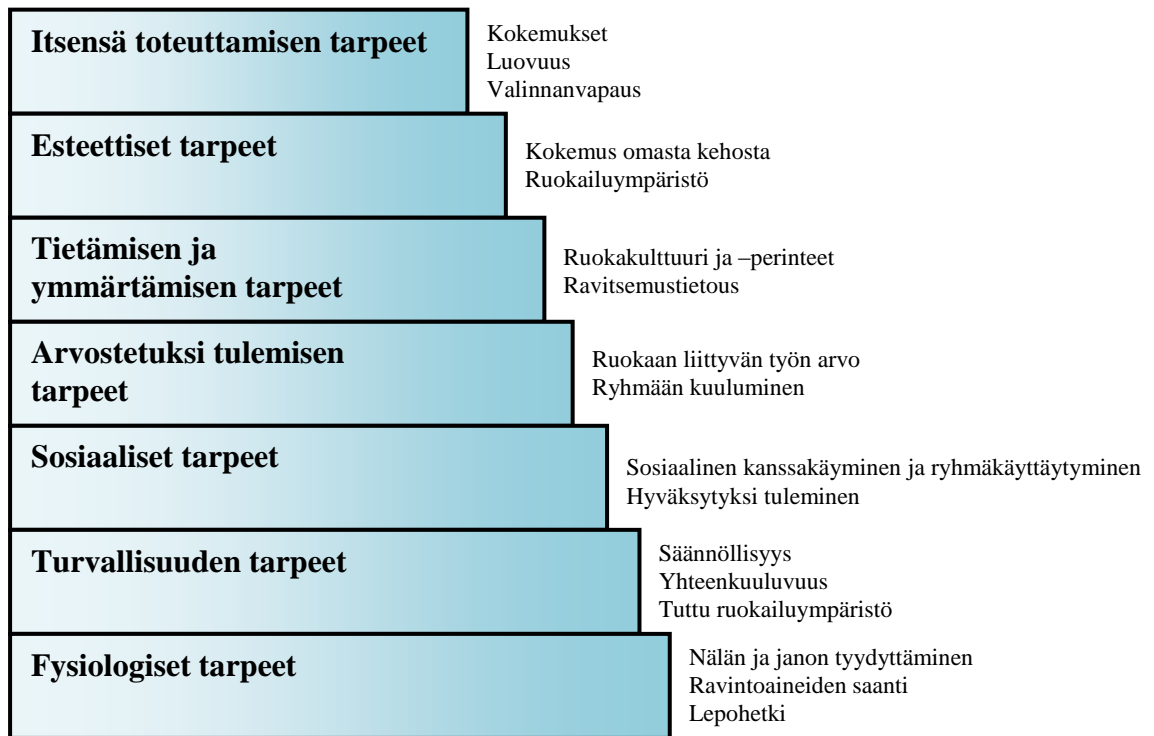 Itsensä toteuttamisen tarpeet
Kokemukset
Luovuus
Valinnanvapaus
Esteettiset tarpeet
Kokemus omasta kehosta
Ruokailuympäristö
Tietämisen ja
ymmärtämisen tarpeet
Ruokakulttuuri ja –perinteet
Ravitsemustietous
Arvostetuksi tulemisen
tarpeet
Ruokaan liittyvän työn arvo
Ryhmään kuuluminen
Sosiaaliset tarpeet
Sosiaalinen kanssakäyminen ja ryhmäkäyttäytyminen
Hyväksytyksi tuleminen
Turvallisuuden tarpeet
Säännöllisyys
Yhteenkuuluvuus
Tuttu ruokailuympäristö
Fysiologiset tarpeet
Nälän ja janon tyydyttäminen
Ravintoaineiden saanti
Lepohetki